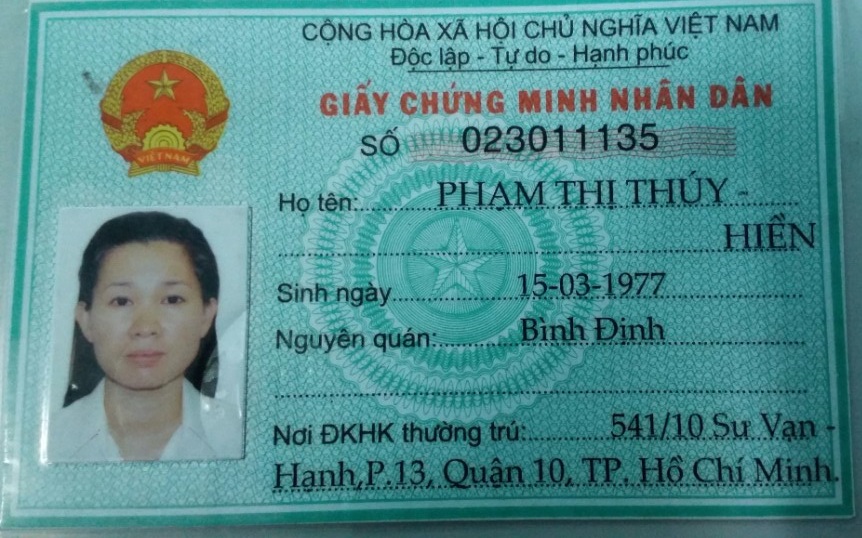 CỘNG HÒA XÃ HỘI CHỦ NGHĨA VIỆT NAM
Độc lập - Tự do - Hạnh phúc
GIẤY CHỨNG MINH NHÂN DÂN
SỐ 023011135
VIỆT NAM
Họ tên: PHẠM THỊ THÚY -
HIỀN
Sinh ngày 15-03-1977
Nguyên quán: Bình Định
Nơi ĐKHK thường trú: 541/10 Sư Vạn -
Hạnh,P.13, Quận 10, TP. Hồ Chí Minh.